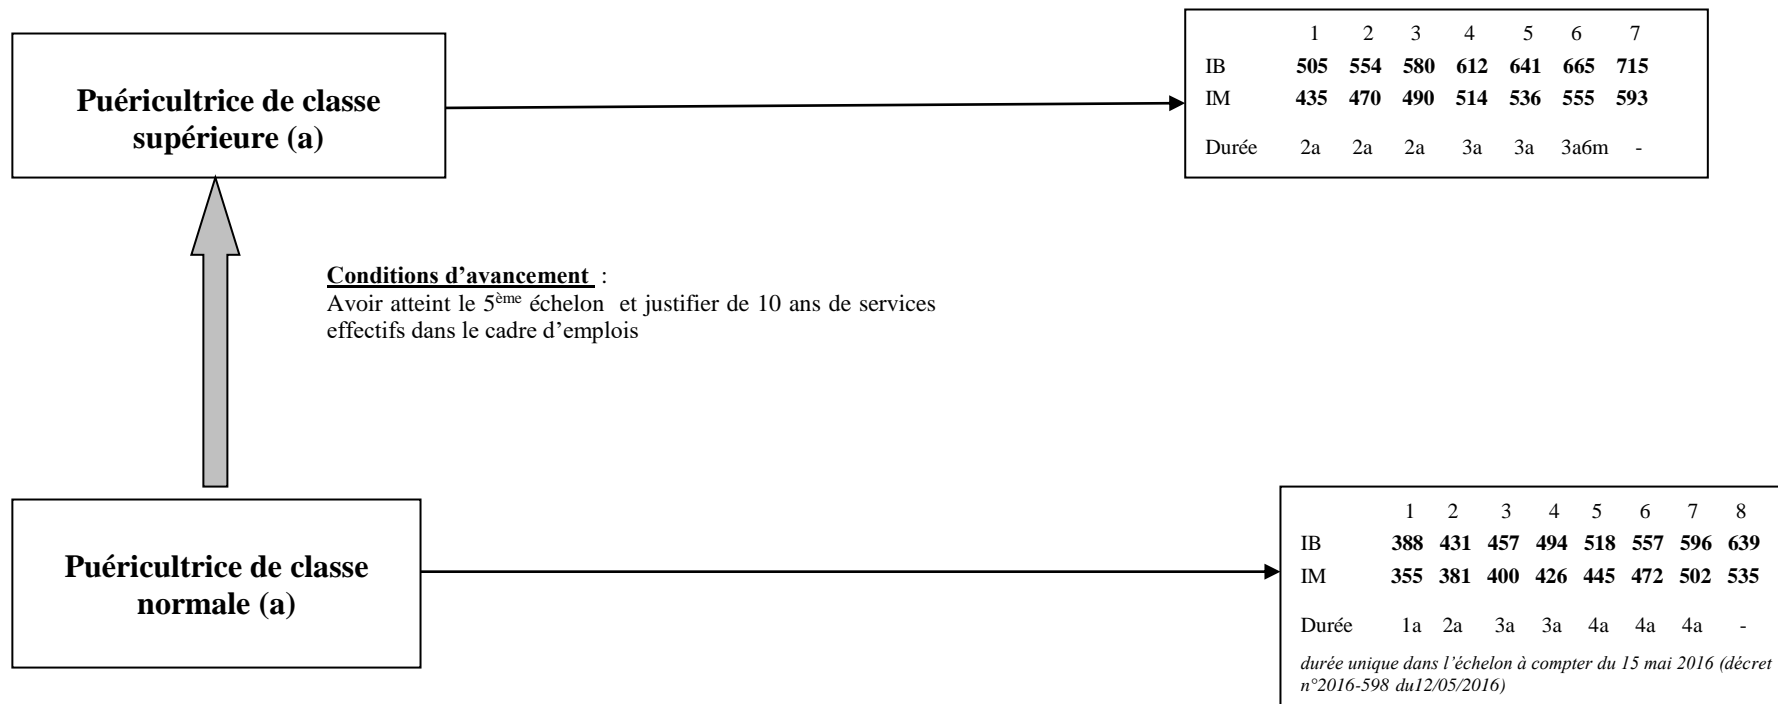 Puéricultrice de classe
supérieure (a)
1 2 3 4 5 6 7
IB 505 554 580 612 641 665 715
IM 435 470 490 514 536 555 593
Durée 2a 2a 2a 3a 3a 3a6m -
Conditions d’avancement :
Avoir atteint le 5ème échelon et justifier de 10 ans de services
effectifs dans le cadre d’emplois
Puéricultrice de classe
normale (a)
1 2 3 4 5 6 7 8
IB 388 431 457 494 518 557 596 639
IM 355 381 400 426 445 472 502 535
Durée 1a 2a 3a 3a 4a 4a 4a -
durée unique dans l’échelon à compter du 15 mai 2016 (décret
n°2016-598 du12/05/2016)